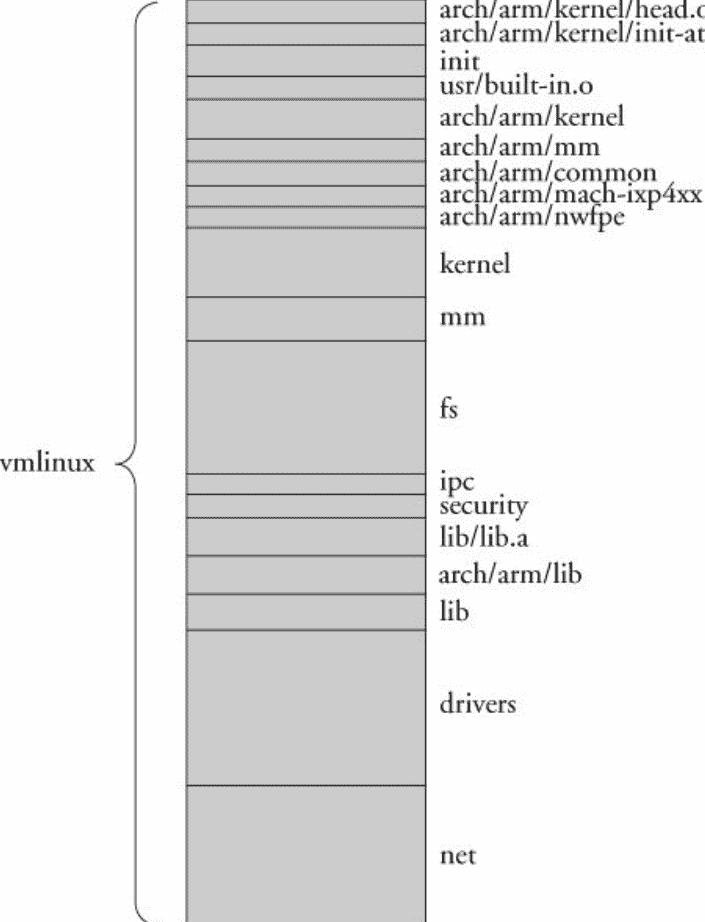 arch/arm/kernel/head.o
arch/arm/kernel/init-at
init
usr/built-in.o
arch/arm/kernel
arch/arm/mm
arch/arm/common
arch/arm/mach-ixp4xx
arch/arm/nwfpe
kernel
mm
fs
vmlinux
ipc
security
lib/lib.a
arch/arm/lib
lib
drivers
net